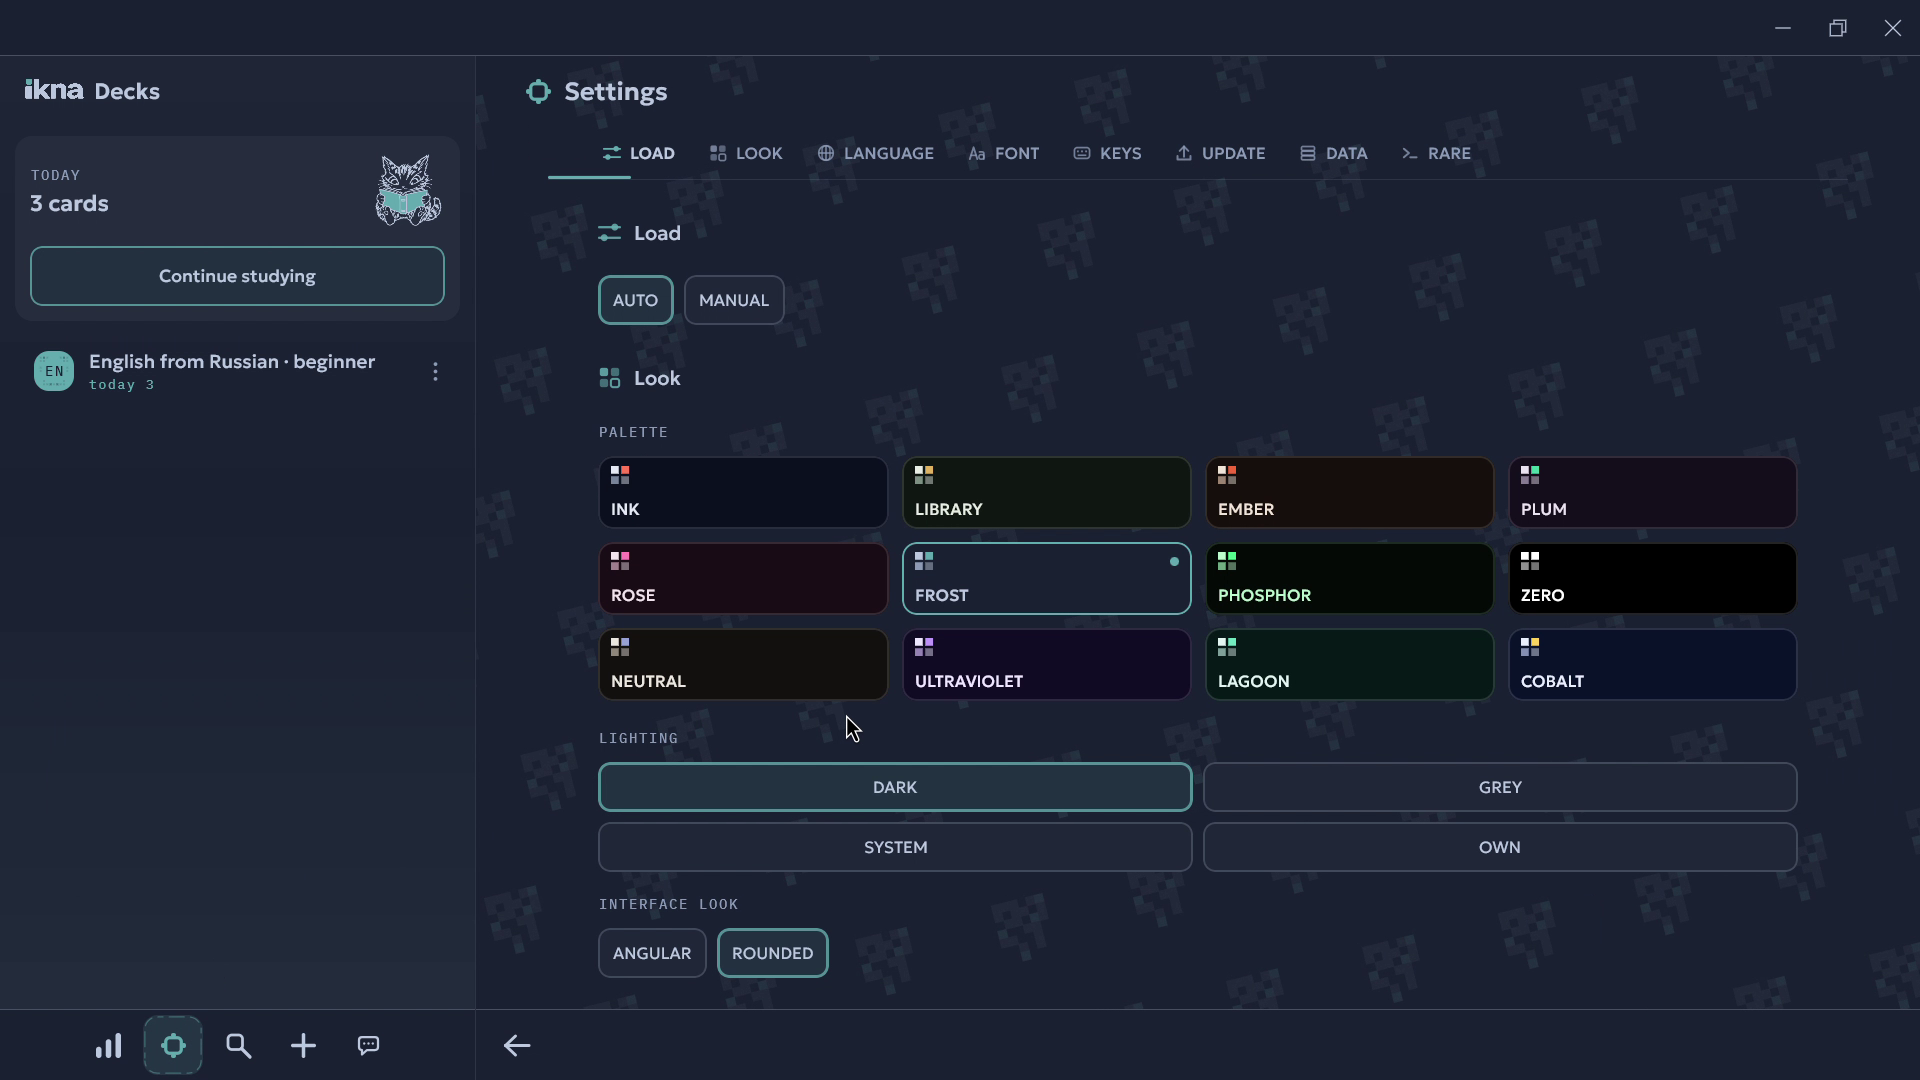 ikna Decks
TODAY
3 cards
Continue studying
EN
English from Russian · beginner
today 3
Settings
LOAD
LOOK
LANGUAGE
Aa FONT
KEYS
UPDATE
DATA
RARE
Load
AUTO
MANUAL
Look
PALETTE
INK
LIBRARY
EMBER
PLUM
ROSE
FROST
PHOSPHOR
ZERO
NEUTRAL
ULTRAVIOLET
LAGOON
COBALT
LIGHTING
DARK
GREY
SYSTEM
OWN
INTERFACE LOOK
ANGULAR
ROUNDED